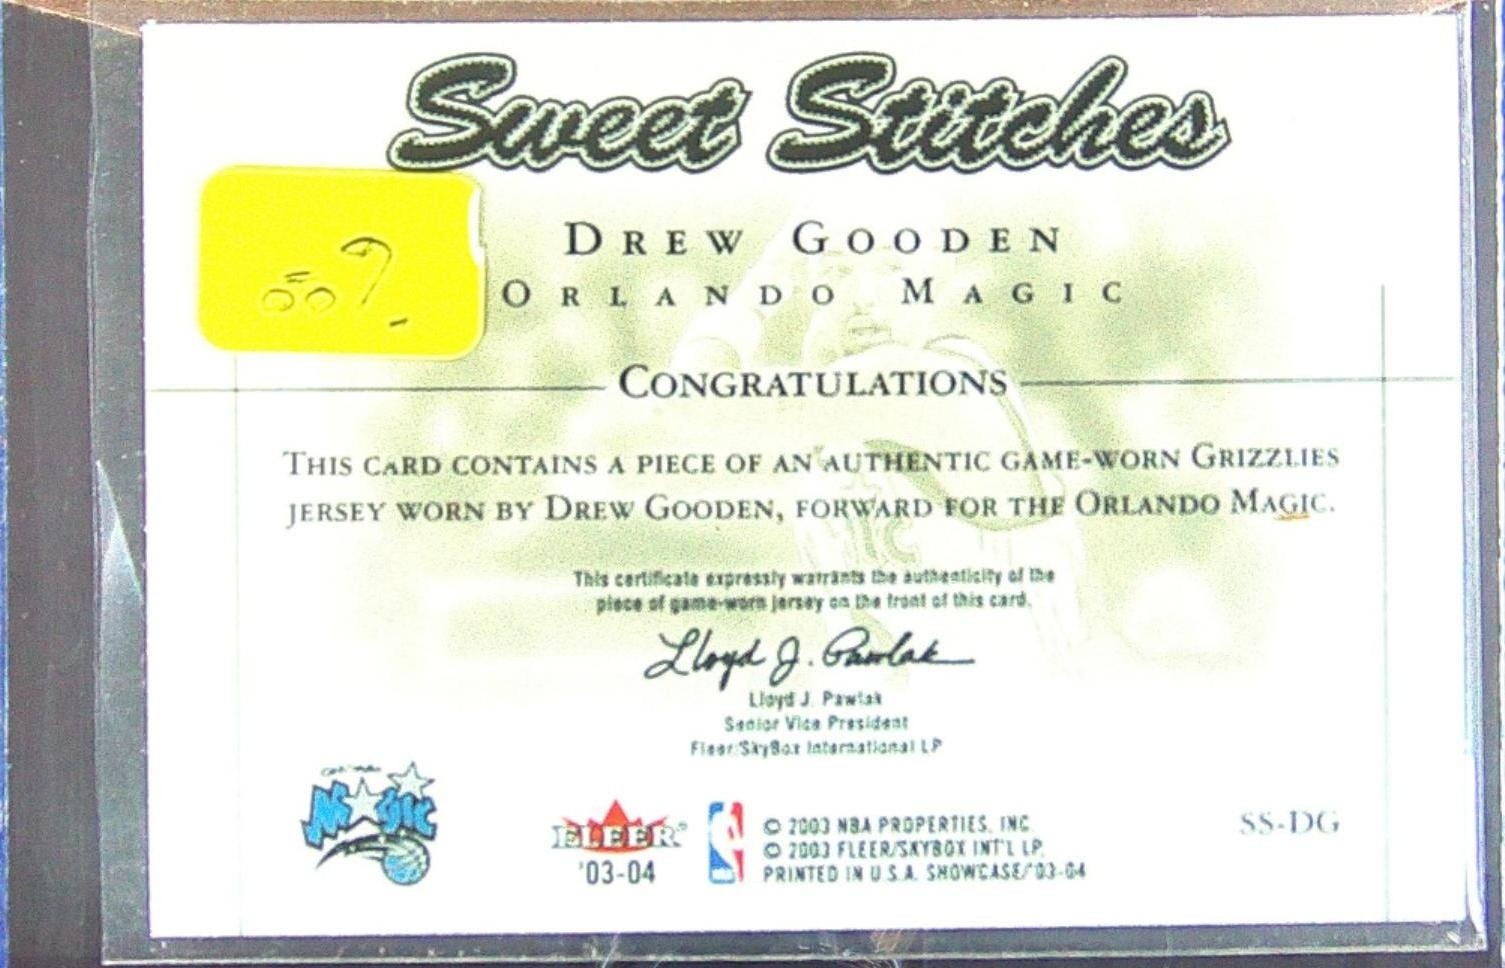 Sweet Stitches
DREW GOODEN
ORLANDO MAGIC
CONGRATULATIONS
THIS CARD CONTAINS A PIECE OF AN AUTHENTIC GAME-WORN GRIZZLIES
JERSEY WORN BY DREW GOODEN, FORWARD FOR THE ORLANDO MAGIC.
This certificate expressly warrants the authenticity of the
piece of game-worn jersey on the front of this card.
Lloyd J. Pawlak
Lloyd J. Pawlak
Senior Vice President
Fleer/SkyBox International LP
MAGIC
FLEER®
'03-04
© 2003 NBA PROPERTIES, INC.
© 2003 FLEER/SKYBOX INT'L LP.
PRINTED IN U.S.A. SHOWCASE/'03-04
SS-DG